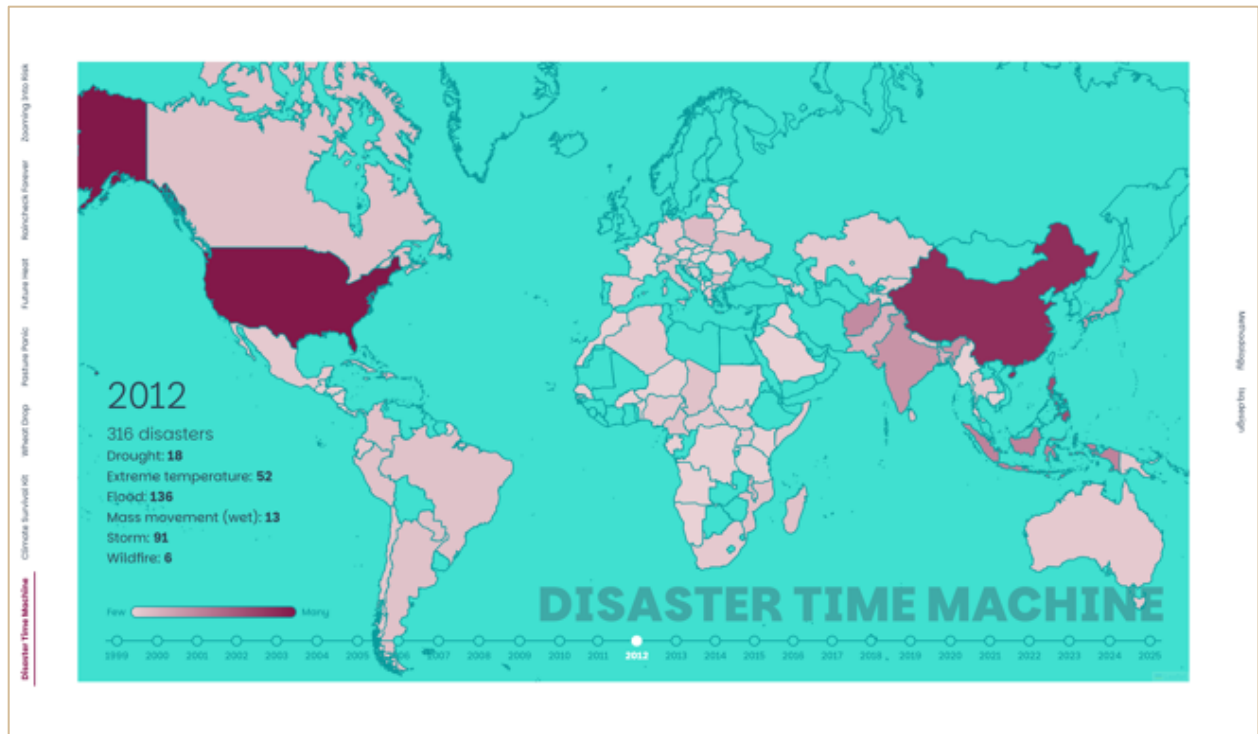 Zooming Into Risk
Raincheck Forever
Future Heat
Pasture Panic
Wheat Drop
Climate Survival Kit
Disaster Time Machine
2012
316 disasters
Drought: 18
Extreme temperature: 52
Flood: 136
Mass movement (wet): 13
Storm: 91
Wildfire: 6
Few Many
DISASTER TIME MACHINE
1999 2000 2001 2002 2003 2004 2005 2006 2007 2008 2009 2010 2011 2012 2013 2014 2015 2016 2017 2018 2019 2020 2021 2022 2023 2024 2025
Methodology